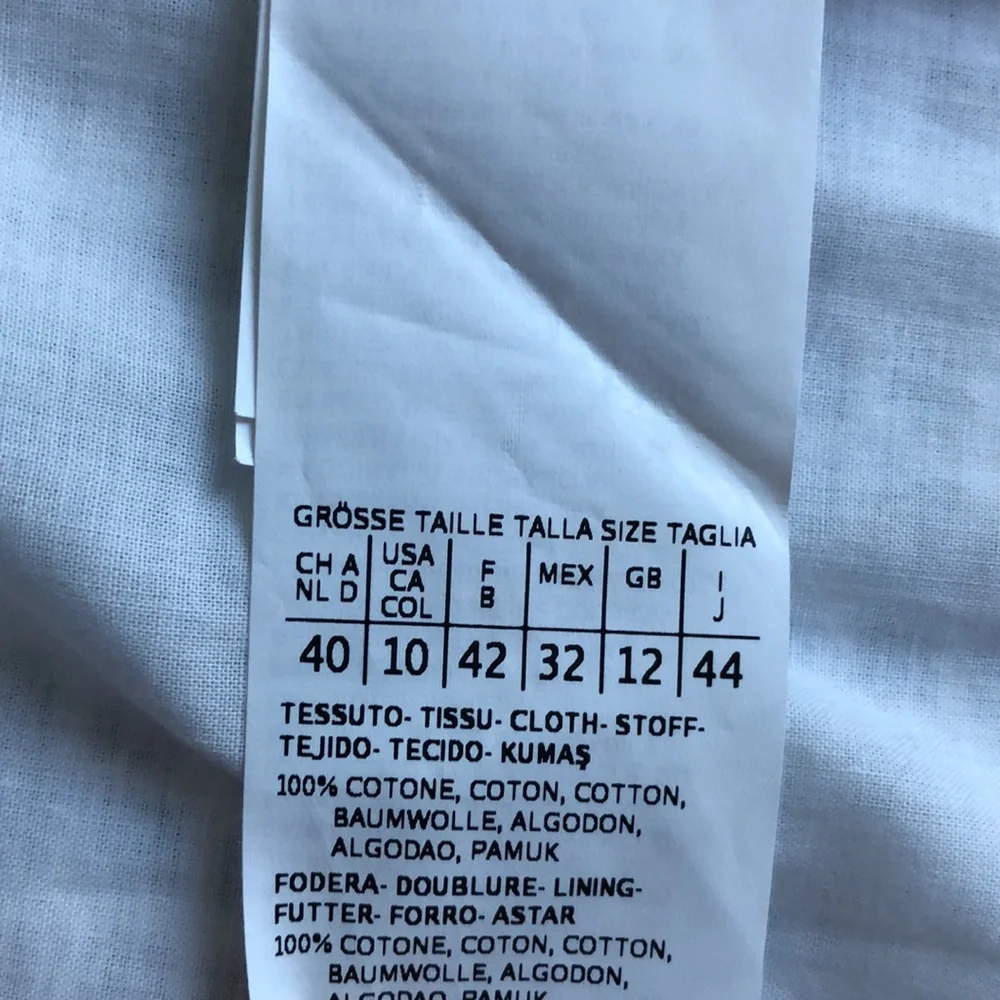 GRÖSSE TAILLE TALLA SIZE TAGLIA
CH A NL D | USA CA COL | F B | MEX | GB | I J
40 | 10 | 42 | 32 | 12 | 44
TESSUTO- TISSU- CLOTH- STOFF-
TEJIDO- TECIDO- KUMAŞ
100% COTONE, COTON, COTTON,
BAUMWOLLE, ALGODON,
ALGODAO, PAMUK
FODERA- DOUBLURE- LINING-
FUTTER- FORRO- ASTAR
100% COTONE, COTON, COTTON,
BAUMWOLLE, ALGODON,
ALGODAO, PAMUK